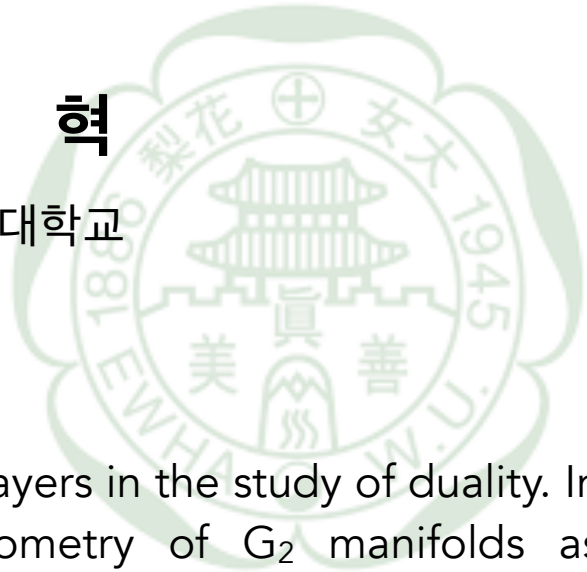 혁
대학교
梨花 女大
1886 1945
眞
美 善
EWHA W.U.
ayers in the study of duality. In
ometry of G₂ manifolds as